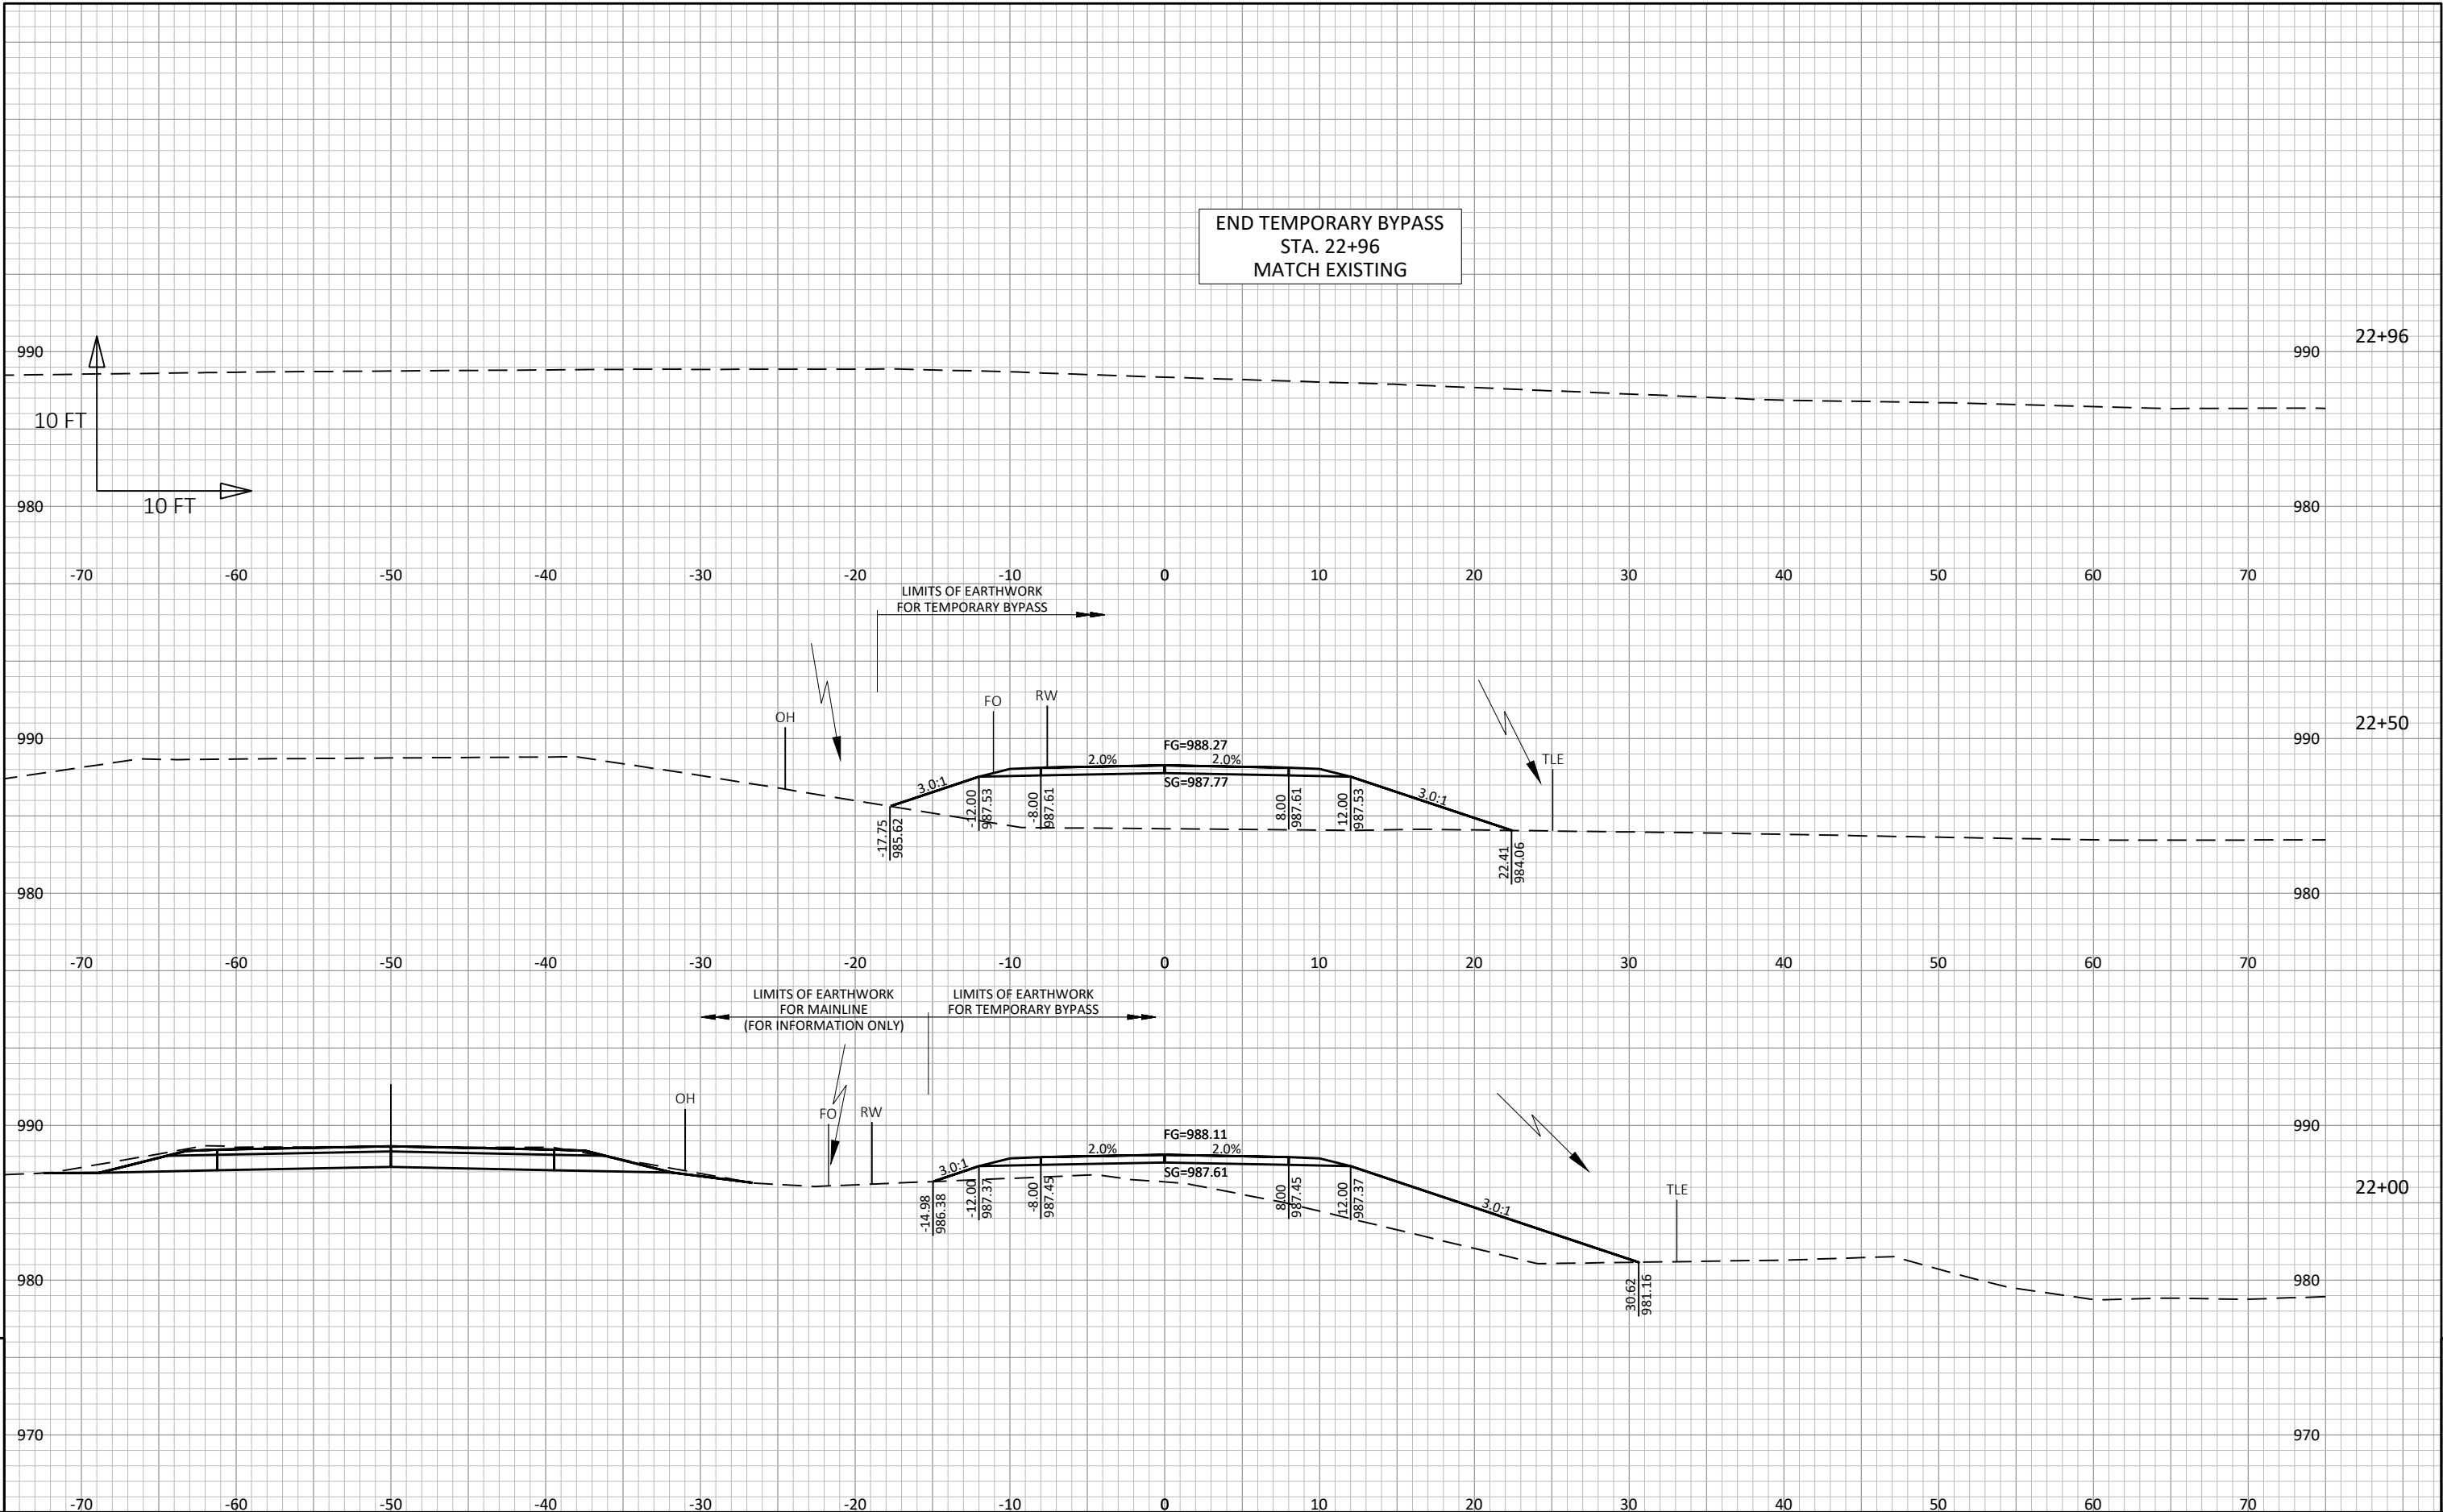 END TEMPORARY BYPASS
STA. 22+96
MATCH EXISTING
22+96
990
990
10 FT
10 FT
980
980
-70 -60 -50 -40 -30 -20 -10 0 10 20 30 40 50 60 70
LIMITS OF EARTHWORK
FOR TEMPORARY BYPASS
OH
FO
RW
22+50
990
990
FG=988.27
2.0%
2.0%
SG=987.77
TLE
3.0:1
3.0:1
-17.75
985.62
-12.00
987.53
-8.00
987.61
8.00
987.61
12.00
987.53
22.41
984.06
980
980
-70 -60 -50 -40 -30 -20 -10 0 10 20 30 40 50 60 70
LIMITS OF EARTHWORK
FOR MAINLINE
(FOR INFORMATION ONLY)
LIMITS OF EARTHWORK
FOR TEMPORARY BYPASS
OH
FO
RW
990
990
FG=988.11
2.0%
2.0%
SG=987.61
3.0:1
3.0:1
TLE
22+00
-14.98
986.38
-12.00
987.37
-8.00
987.45
8.00
987.45
12.00
987.37
30.62
981.16
980
980
970
970
-70 -60 -50 -40 -30 -20 -10 0 10 20 30 40 50 60 70